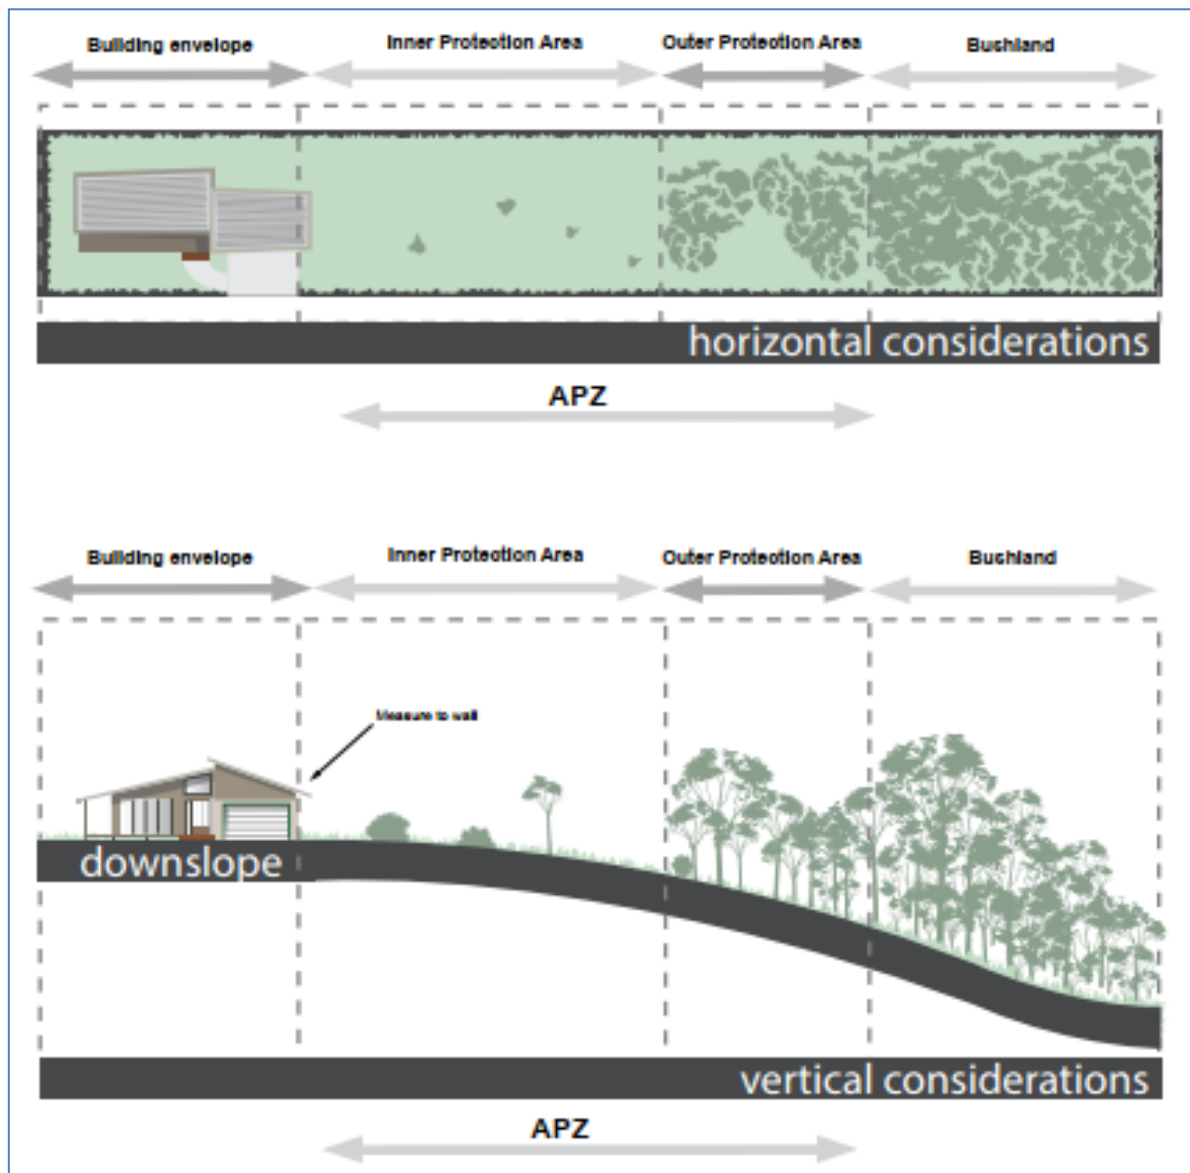 Building envelope
Inner Protection Area
Outer Protection Area
Bushland
horizontal considerations
APZ
Building envelope
Inner Protection Area
Outer Protection Area
Bushland
Measure to wall
downslope
vertical considerations
APZ